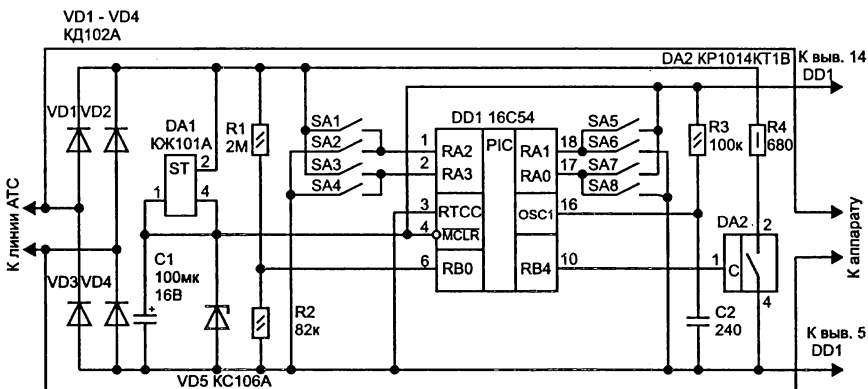 VD1 - VD4
КД102А
DA2 КР1014КТ1В
К выв. 14
DD1
VD1 VD2
DA1
КЖ101А
ST
2
1
4
R1
2М
SA1
SA2
SA3
SA4
DD1 16C54
PIC
1
RA2
2
RA3
3
RTCC
4
MCLR
6
RB0
RA1
18
RA0
17
OSC1
16
RB4
10
SA5
SA6
SA7
SA8
R3
100к
R4
680
К линии АТС
К аппарату
DA2
2
1
C
4
VD3 VD4
C1
100мк
16В
+
R2
82к
C2
240
VD5 КС106А
К выв. 5
DD1